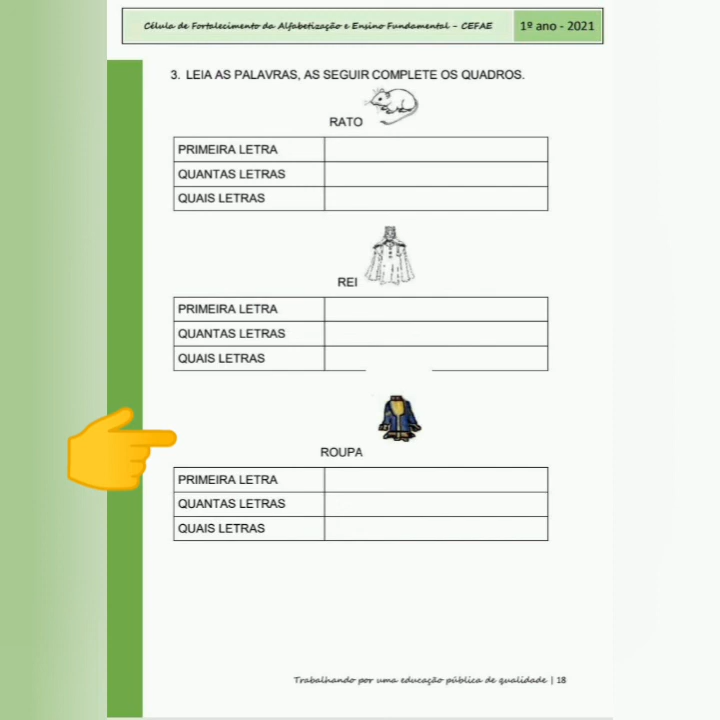 Célula de Fortalecimento da Alfabetização e Ensino Fundamental - CEFAE
1º ano - 2021
3. LEIA AS PALAVRAS, AS SEGUIR COMPLETE OS QUADROS.
RATO
PRIMEIRA LETRA
QUANTAS LETRAS
QUAIS LETRAS
REI
PRIMEIRA LETRA
QUANTAS LETRAS
QUAIS LETRAS
ROUPA
PRIMEIRA LETRA
QUANTAS LETRAS
QUAIS LETRAS
Trabalhando por uma educação pública de qualidade | 18